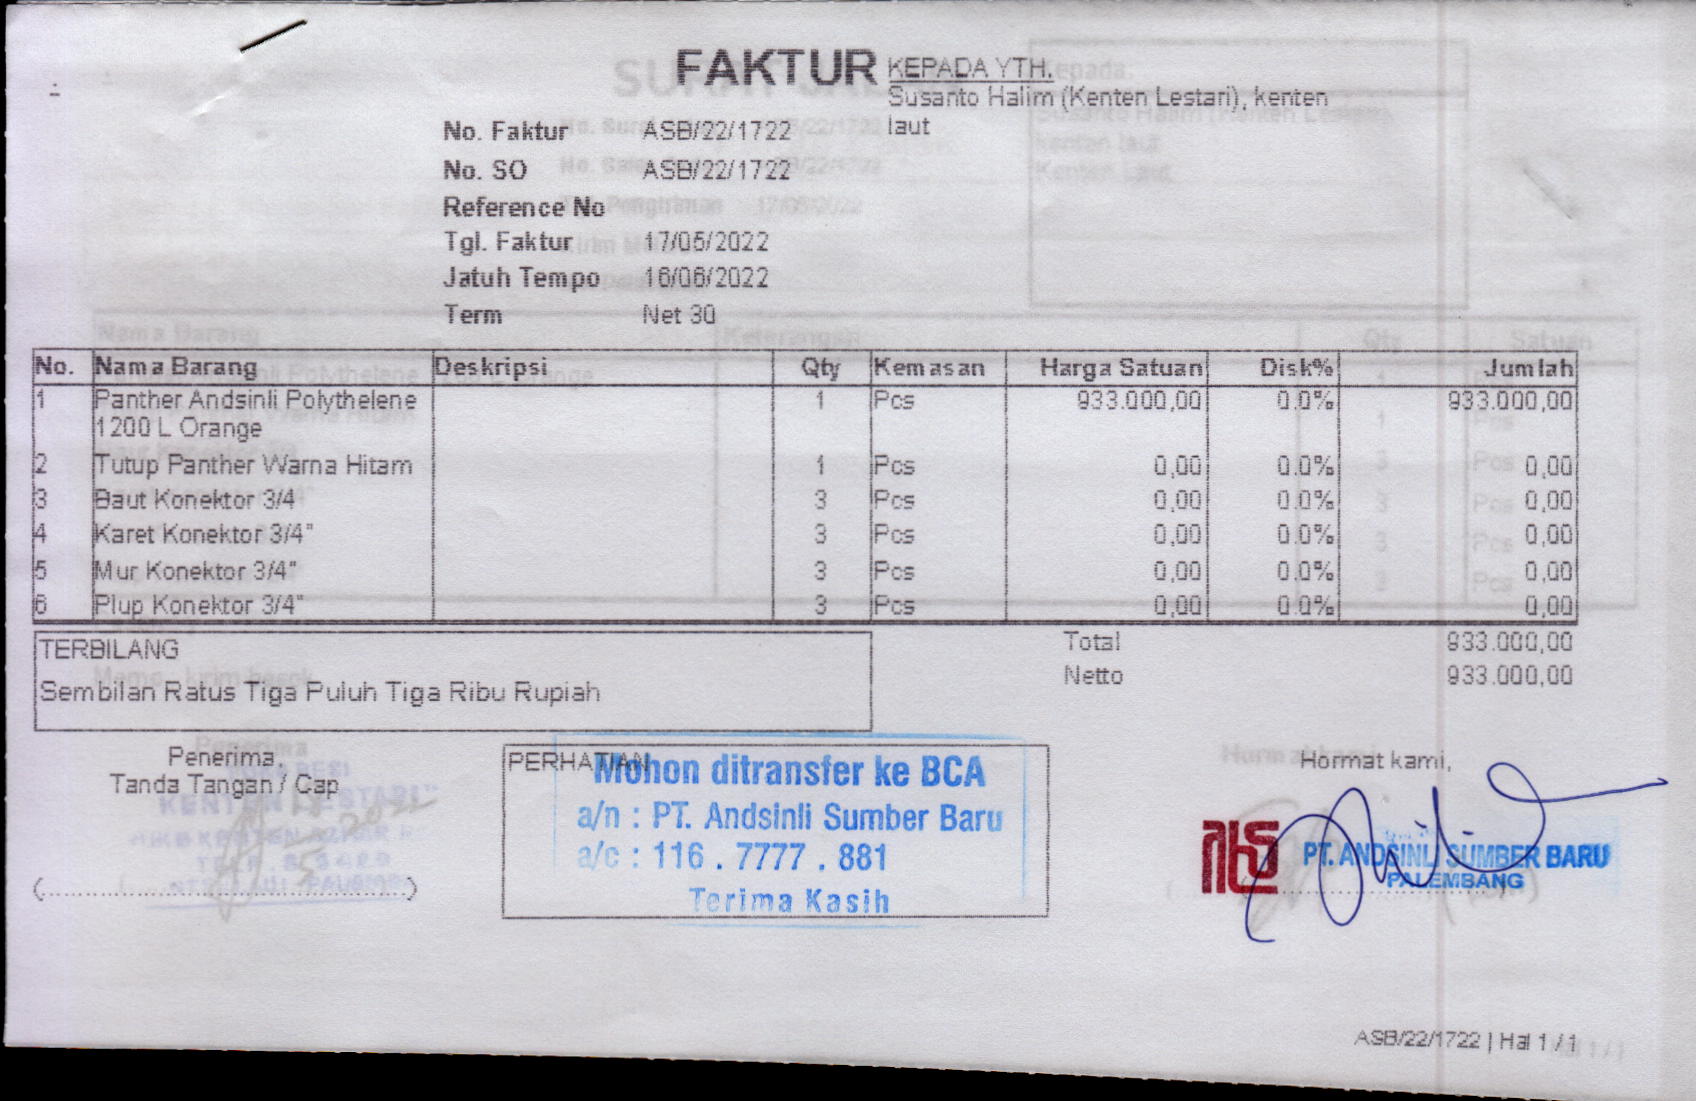 FAKTUR
KEPADA YTH.
Susanto Halim (Kenten Lestari), kenten
laut
No. Faktur ASB/22/1722
No. SO ASB/22/1722
Reference No
Tgl. Faktur 17/05/2022
Jatuh Tempo 16/06/2022
Term Net 30
No. Nama Barang Deskripsi Qty Kemasan Harga Satuan Disk% Jumlah
1 Panther Andsinli Polythelene 1 Pcs 933.000,00 0.0% 933.000,00
1200 L Orange
2 Tutup Panther Warna Hitam 1 Pcs 0,00 0.0% 0,00
3 Baut Konektor 3/4 3 Pcs 0,00 0.0% 0,00
4 Karet Konektor 3/4" 3 Pcs 0,00 0.0% 0,00
5 Mur Konektor 3/4" 3 Pcs 0,00 0.0% 0,00
6 Plup Konektor 3/4" 3 Pcs 0,00 0.0% 0,00
TERBILANG
Sembilan Ratus Tiga Puluh Tiga Ribu Rupiah
Total 933.000,00
Netto 933.000,00
Penerima,
Tanda Tangan / Cap
(....................)
PERHATIAN
Mohon ditransfer ke BCA
a/n : PT. Andsinli Sumber Baru
a/c : 116 . 7777 . 881
Terima Kasih
Hormat kami,
PT. ANDSINLI SUMBER BARU
PALEMBANG
ASB/22/1722 | Hal 1 / 1